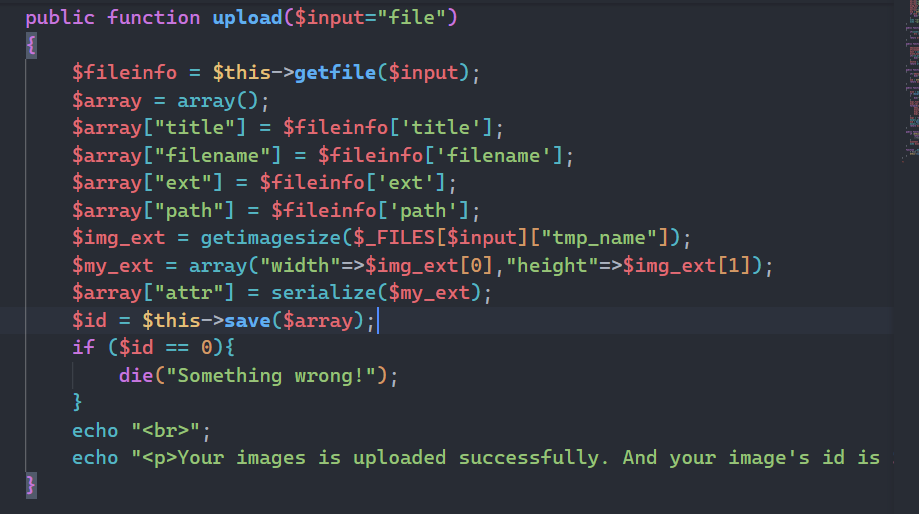 public function upload($input="file")
{
    $fileinfo = $this->getfile($input);
    $array = array();
    $array["title"] = $fileinfo['title'];
    $array["filename"] = $fileinfo['filename'];
    $array["ext"] = $fileinfo['ext'];
    $array["path"] = $fileinfo['path'];
    $img_ext = getimagesize($_FILES[$input]["tmp_name"]);
    $my_ext = array("width"=>$img_ext[0],"height"=>$img_ext[1]);
    $array["attr"] = serialize($my_ext);
    $id = $this->save($array);
    if ($id == 0){
        die("Something wrong!");
    }
    echo "<br>";
    echo "<p>Your images is uploaded successfully. And your image's id is
}